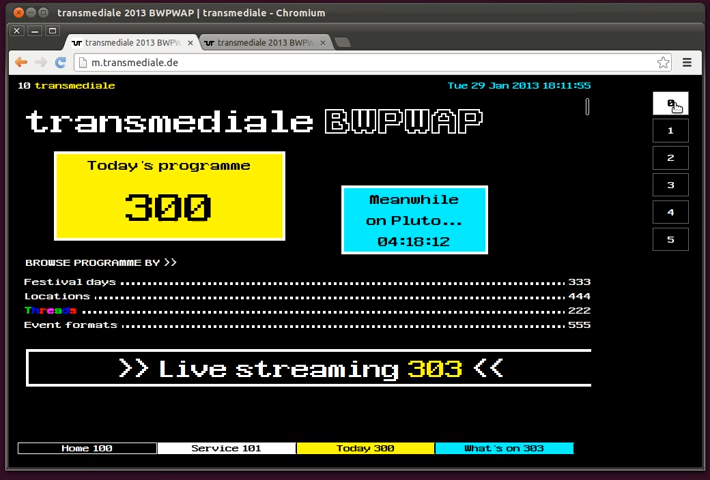 transmediale 2013 BWPWAP | transmediale - Chromium
transmediale 2013 BWPW
transmediale 2013 BWPW
m.transmediale.de
10 transmediale
Tue 29 Jan 2013 18:11:55
transmediale BWPWAP
Today's programme
300
Meanwhile
on Pluto...
04:18:12
BROWSE PROGRAMME BY >>
Festival days 333
Locations 444
Threads 222
Event formats 555
>> Live streaming 303 <<
Home 100
Service 101
Today 300
What's on 303
0
1
2
3
4
5